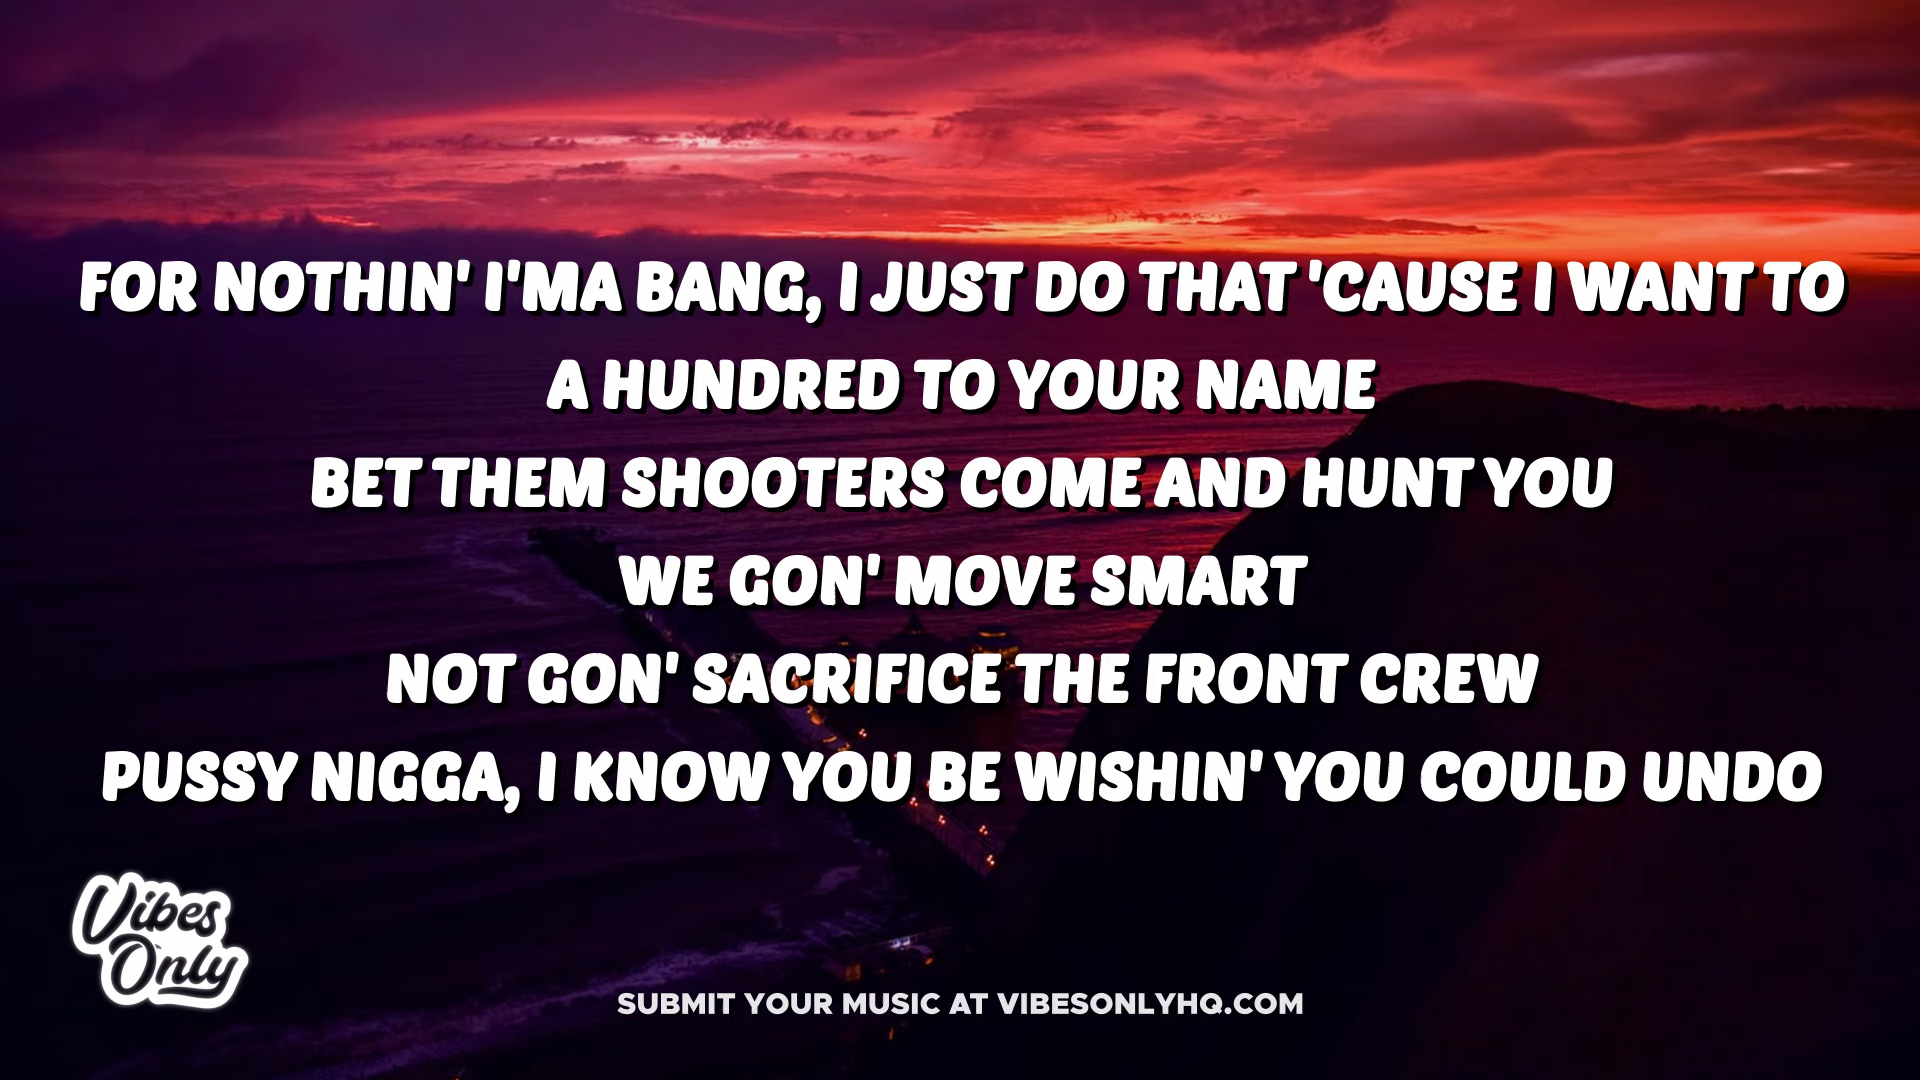 FOR NOTHIN' I'MA BANG, I JUST DO THAT 'CAUSE I WANT TO
A HUNDRED TO YOUR NAME
BET THEM SHOOTERS COME AND HUNT YOU
WE GON' MOVE SMART
NOT GON' SACRIFICE THE FRONT CREW
PUSSY NIGGA, I KNOW YOU BE WISHIN' YOU COULD UNDO
Vibes
Only
SUBMIT YOUR MUSIC AT VIBESONLYHQ.COM